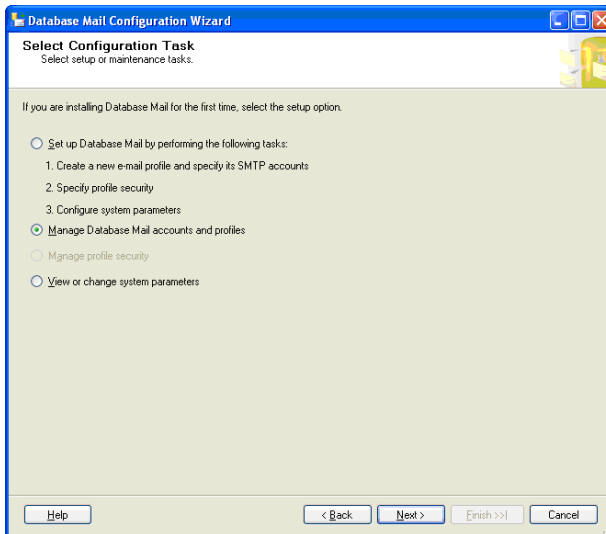 Database Mail Configuration Wizard
Select Configuration Task
Select setup or maintenance tasks.
If you are installing Database Mail for the first time, select the setup option.
Set up Database Mail by performing the following tasks:
1. Create a new e-mail profile and specify its SMTP accounts
2. Specify profile security
3. Configure system parameters
Manage Database Mail accounts and profiles
Manage profile security
View or change system parameters
Help
< Back
Next >
Finish >>|
Cancel